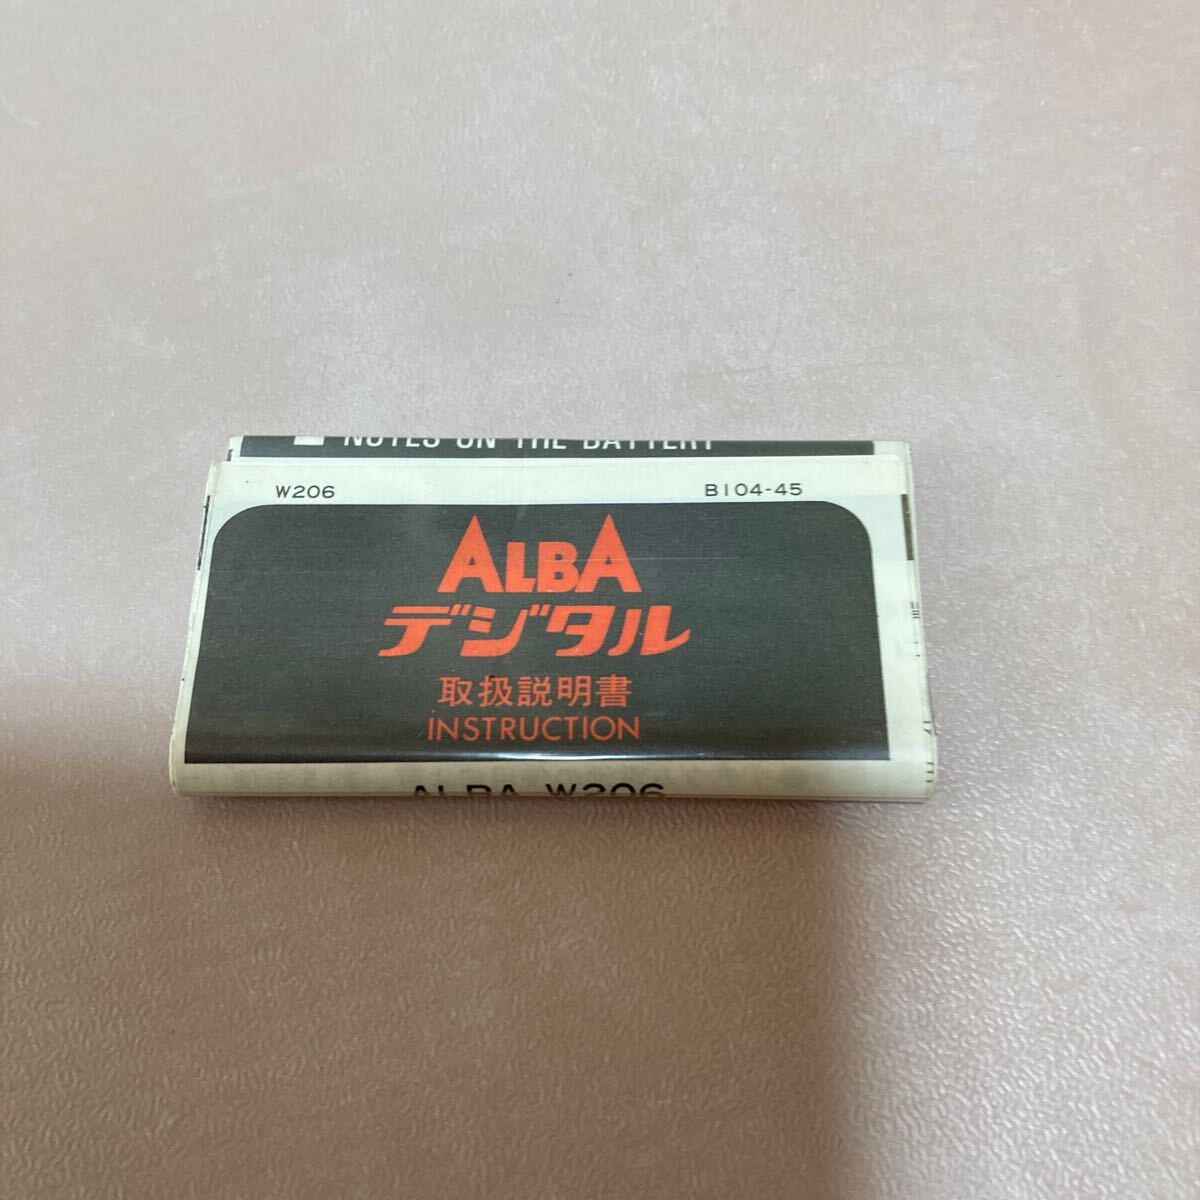 NOTES ON THE BATTERY
W206 BI04-45
ALBA
デジタル
取扱説明書
INSTRUCTION
ALBA W206